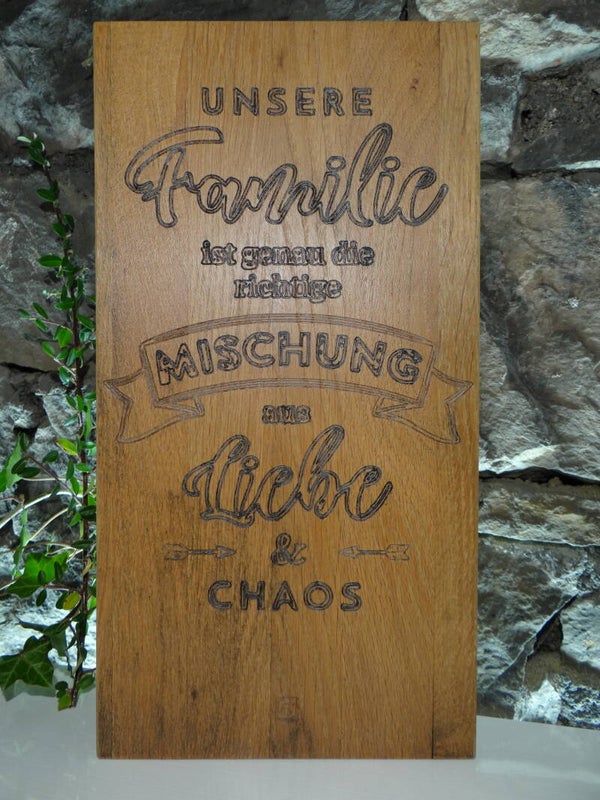 UNSERE
Familie
ist genau die
richtige
MISCHUNG
aus
Liebe
&
CHAOS